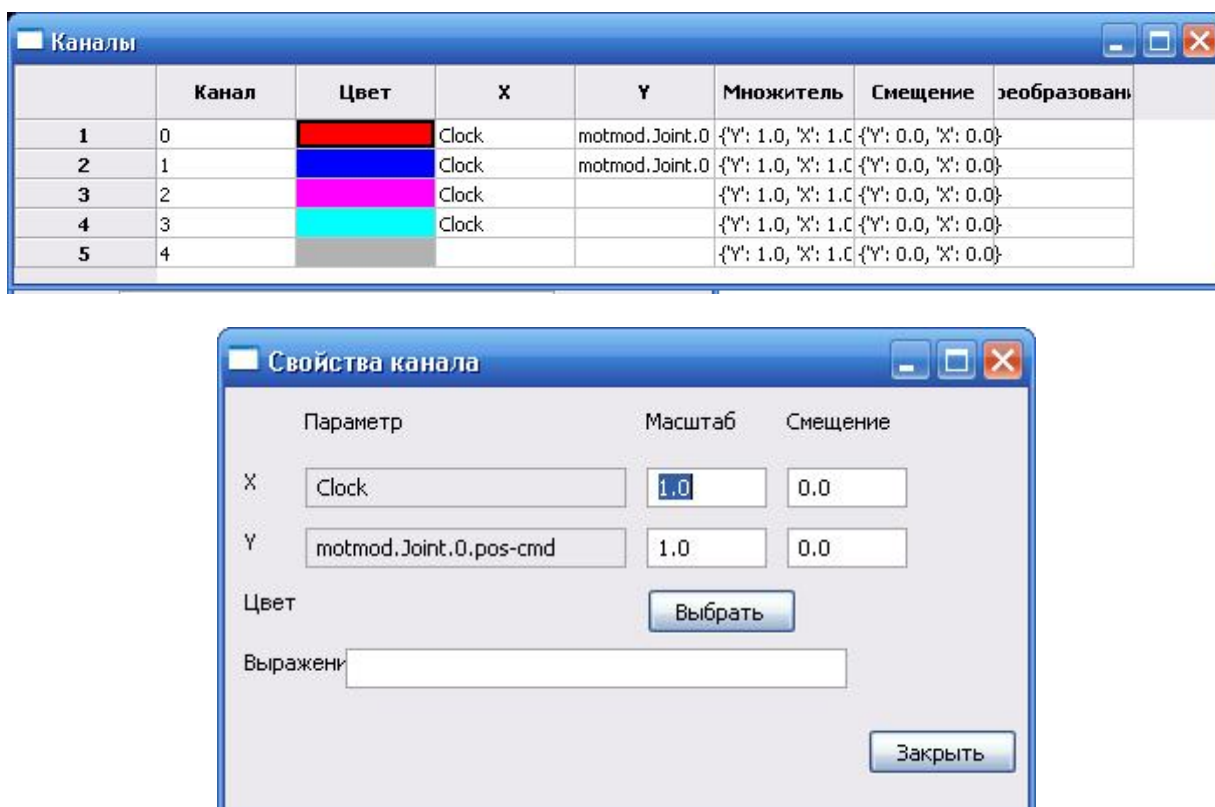 Каналы
Канал Цвет X Y Множитель Смещение реобразовани
1 0 Clock motmod.Joint.0 {'Y': 1.0, 'X': 1.0 {'Y': 0.0, 'X': 0.0}
2 1 Clock motmod.Joint.0 {'Y': 1.0, 'X': 1.0 {'Y': 0.0, 'X': 0.0}
3 2 Clock {'Y': 1.0, 'X': 1.0 {'Y': 0.0, 'X': 0.0}
4 3 Clock {'Y': 1.0, 'X': 1.0 {'Y': 0.0, 'X': 0.0}
5 4 {'Y': 1.0, 'X': 1.0 {'Y': 0.0, 'X': 0.0}
Свойства канала
Параметр Масштаб Смещение
X Clock 1.0 0.0
Y motmod.Joint.0.pos-cmd 1.0 0.0
Цвет Выбрать
Выражени
Закрыть